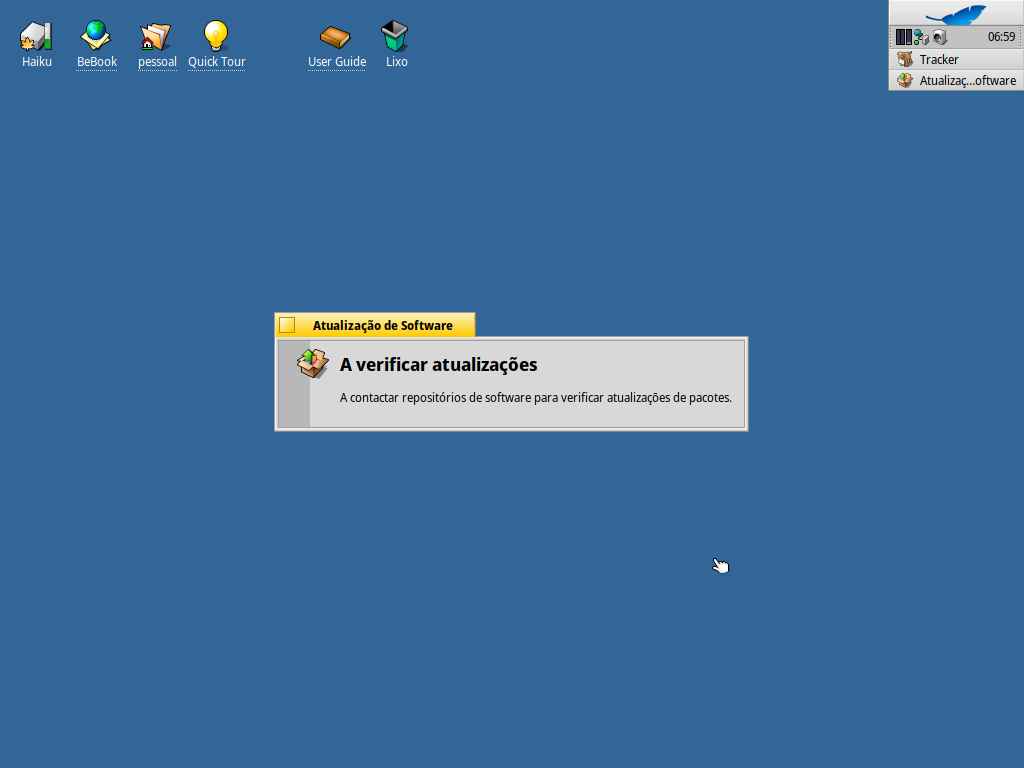 Haiku
BeBook
pessoal
Quick Tour
User Guide
Lixo
06:59
Tracker
Atualizaç...oftware
Atualização de Software
A verificar atualizações
A contactar repositórios de software para verificar atualizações de pacotes.